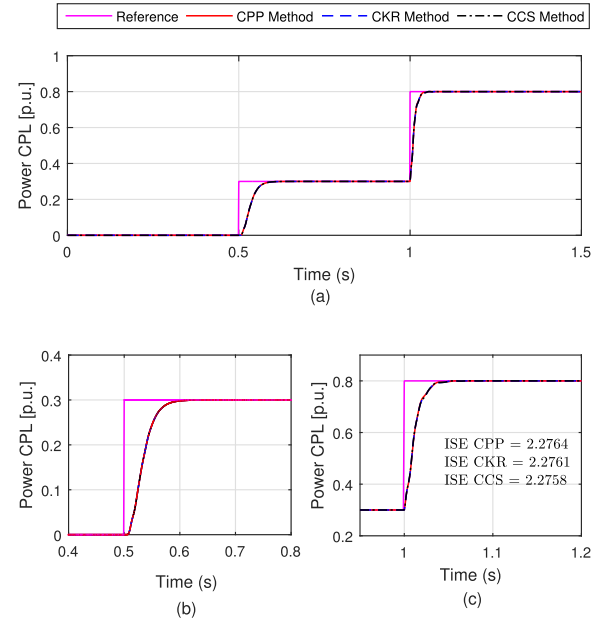 Reference CPP Method CKR Method CCS Method
Power CPL [p.u.]
0.8
0.6
0.4
0.2
0
0 0.5 1 1.5
Time (s)
(a)
Power CPL [p.u.]
0.4
0.3
0.2
0.1
0
0.4 0.5 0.6 0.7 0.8
Time (s)
(b)
Power CPL [p.u.]
0.8
0.6
0.4
0.2
ISE CPP = 2.2764
ISE CKR = 2.2761
ISE CCS = 2.2758
1 1.1 1.2
Time (s)
(c)